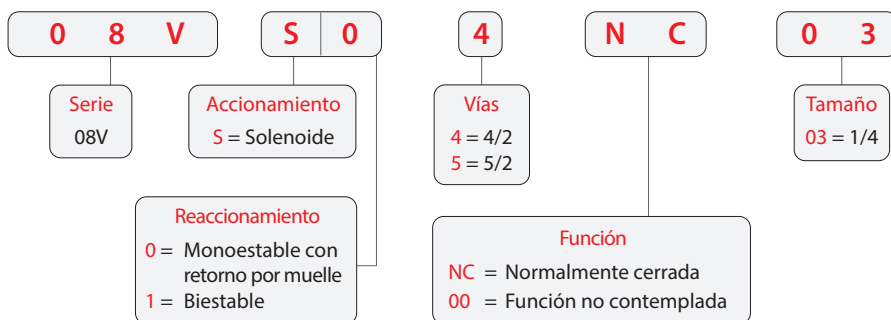 0 8 V S 0 4 N C 0 3
Serie
08V
Accionamiento
S = Solenoide
Vías
4 = 4/2
5 = 5/2
Tamaño
03 = 1/4
Reaccionamiento
0 = Monoestable con
retorno por muelle
1 = Biestable
Función
NC = Normalmente cerrada
00 = Función no contemplada